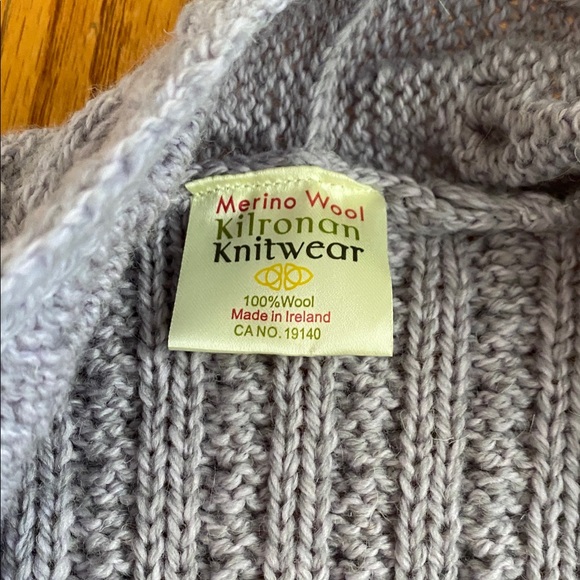 Merino Wool
Kilronan
Knitwear
100%Wool
Made in Ireland
CA NO. 19140